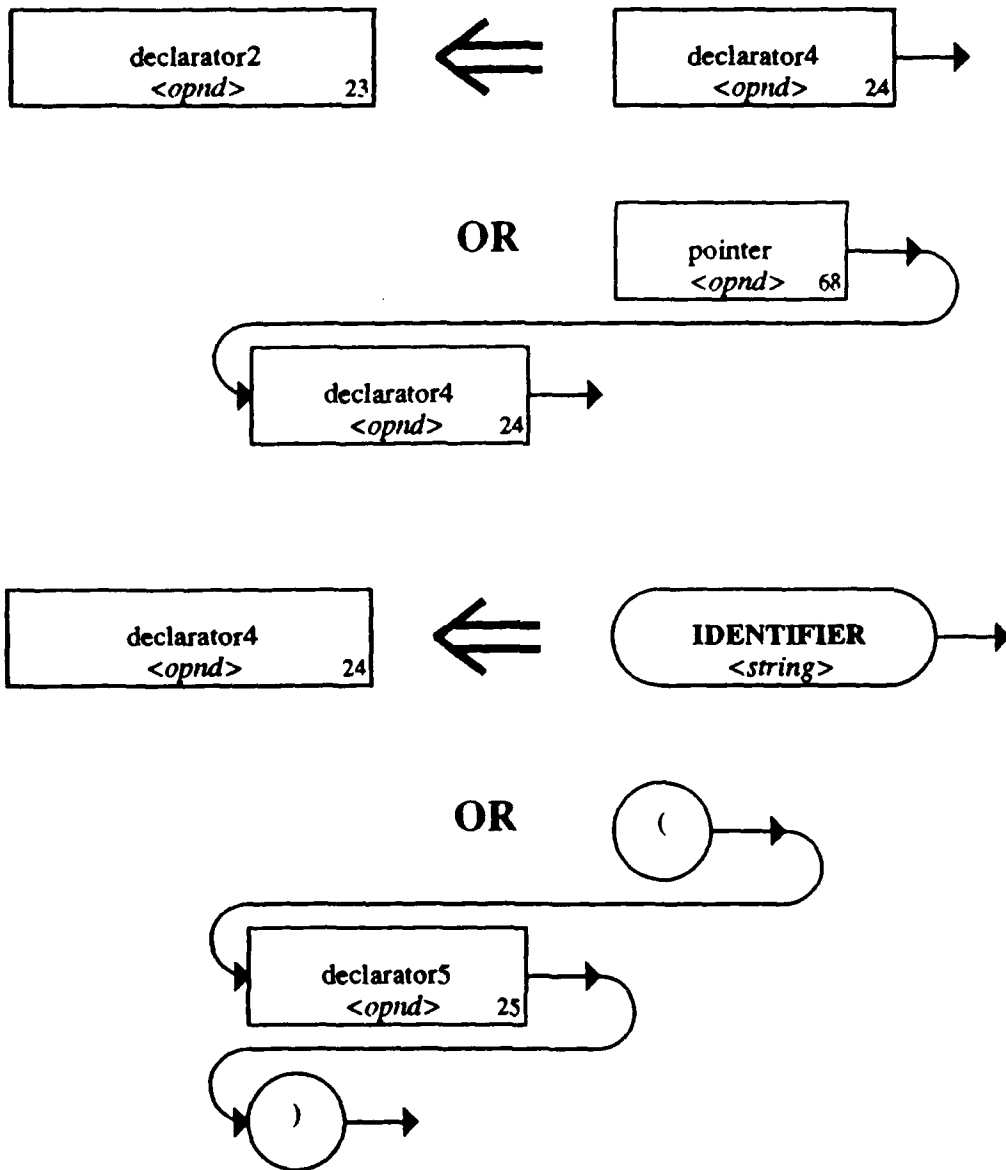 declarator2
<opnd> 23
declarator4
<opnd> 24
OR
pointer
<opnd> 68
declarator4
<opnd> 24
declarator4
<opnd> 24
IDENTIFIER
<string>
OR
(
declarator5
<opnd> 25
)